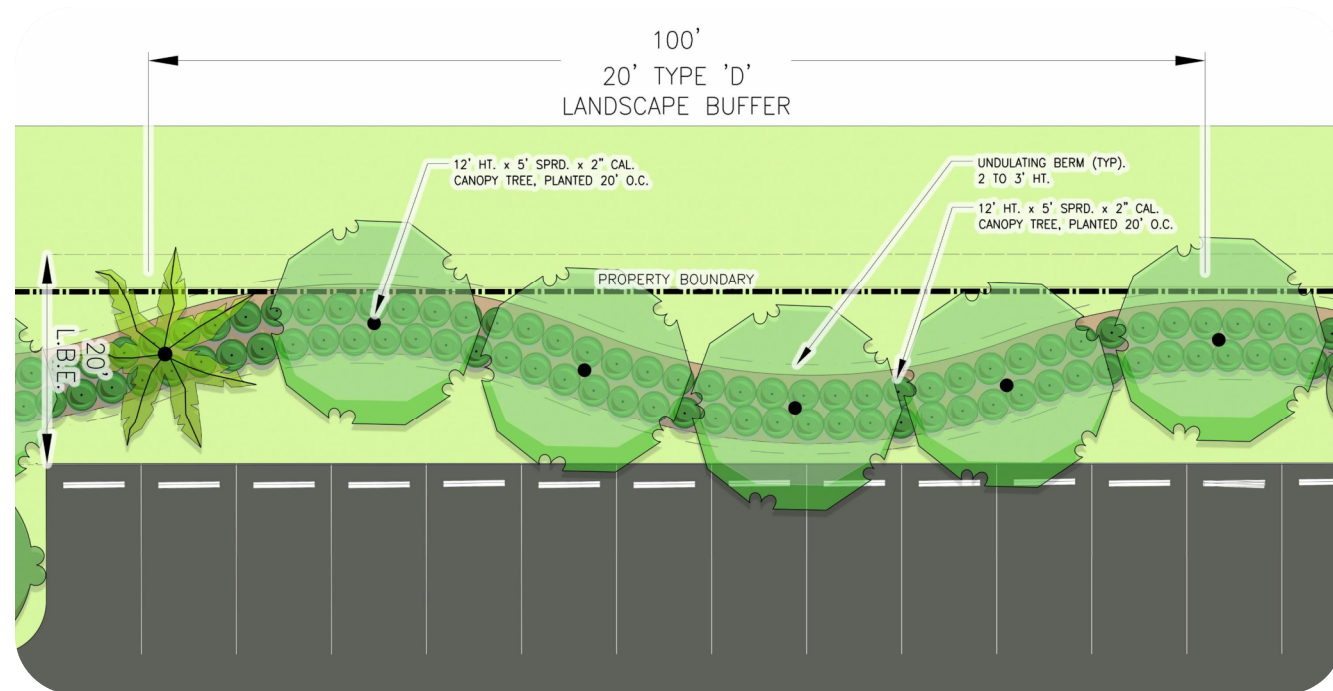 100'
20' TYPE 'D'
LANDSCAPE BUFFER
12' HT. x 5' SPRD. x 2" CAL.
CANOPY TREE, PLANTED 20' O.C.
UNDULATING BERM (TYP).
2 TO 3' HT.
12' HT. x 5' SPRD. x 2" CAL.
CANOPY TREE, PLANTED 20' O.C.
PROPERTY BOUNDARY
20'
L.B.E